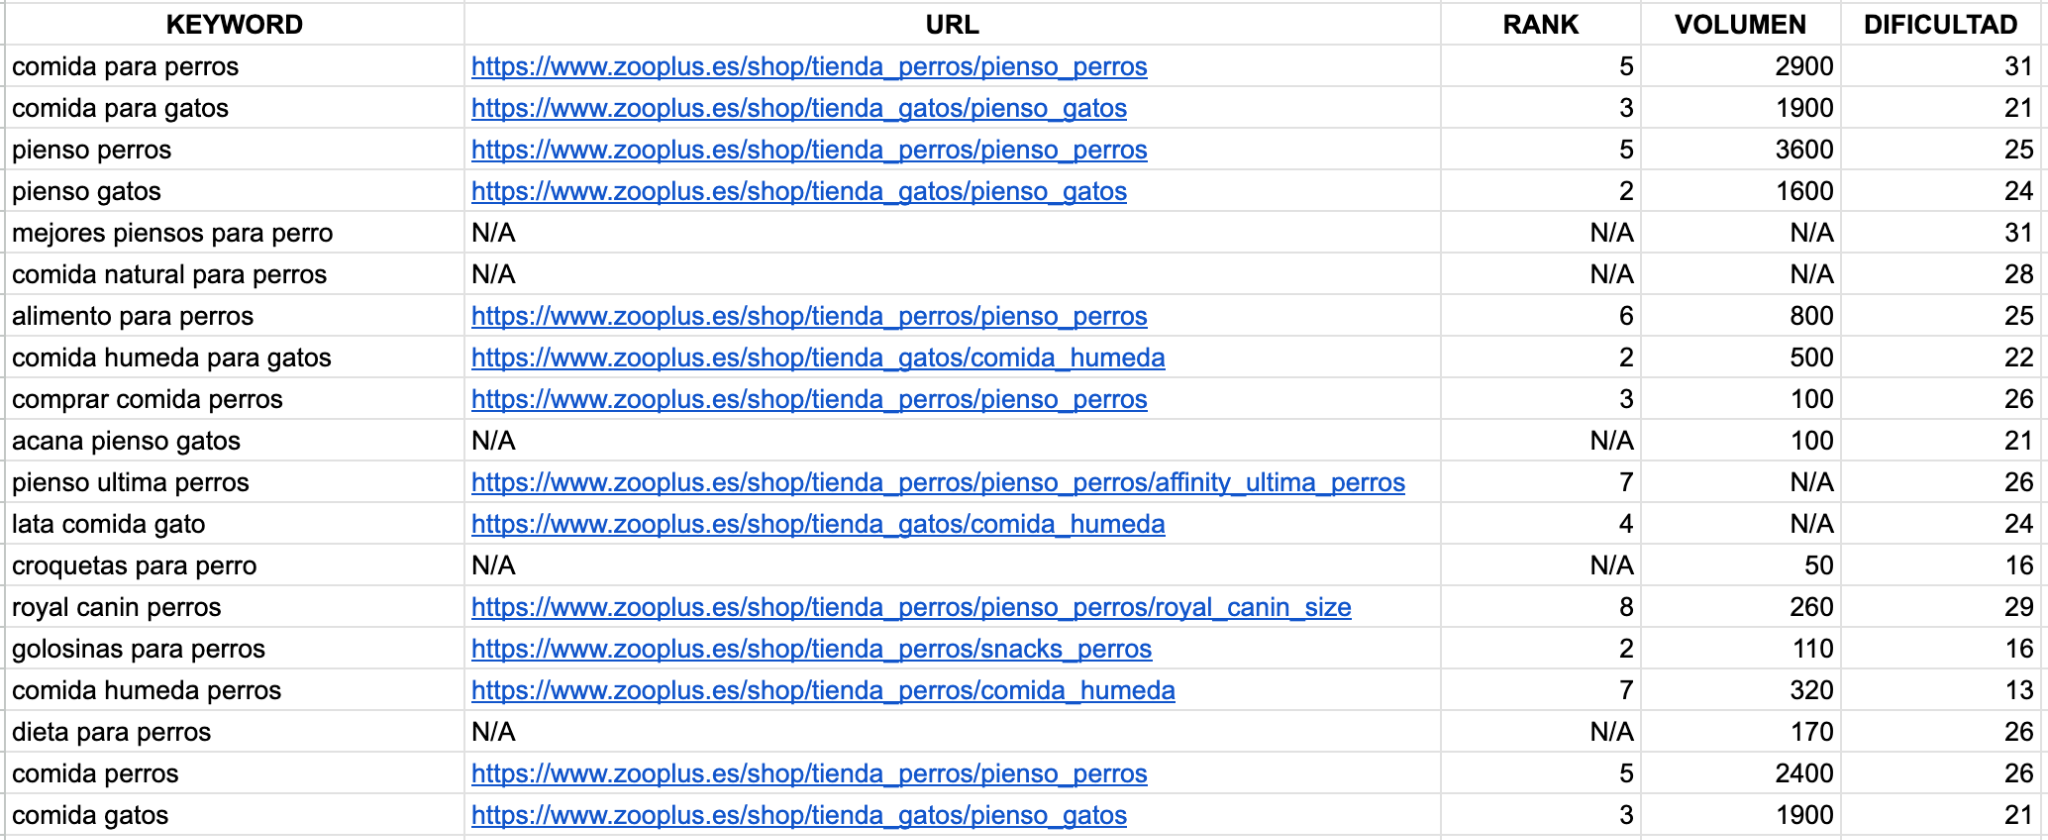 KEYWORD URL RANK VOLUMEN DIFICULTAD
comida para perros https://www.zooplus.es/shop/tienda_perros/pienso_perros 5 2900 31
comida para gatos https://www.zooplus.es/shop/tienda_gatos/pienso_gatos 3 1900 21
pienso perros https://www.zooplus.es/shop/tienda_perros/pienso_perros 5 3600 25
pienso gatos https://www.zooplus.es/shop/tienda_gatos/pienso_gatos 2 1600 24
mejores piensos para perro N/A N/A N/A 31
comida natural para perros N/A N/A N/A 28
alimento para perros https://www.zooplus.es/shop/tienda_perros/pienso_perros 6 800 25
comida humeda para gatos https://www.zooplus.es/shop/tienda_gatos/comida_humeda 2 500 22
comprar comida perros https://www.zooplus.es/shop/tienda_perros/pienso_perros 3 100 26
acana pienso gatos N/A N/A 100 21
pienso ultima perros https://www.zooplus.es/shop/tienda_perros/pienso_perros/affinity_ultima_perros 7 N/A 26
lata comida gato https://www.zooplus.es/shop/tienda_gatos/comida_humeda 4 N/A 24
croquetas para perro N/A N/A 50 16
royal canin perros https://www.zooplus.es/shop/tienda_perros/pienso_perros/royal_canin_size 8 260 29
golosinas para perros https://www.zooplus.es/shop/tienda_perros/snacks_perros 2 110 16
comida humeda perros https://www.zooplus.es/shop/tienda_perros/comida_humeda 7 320 13
dieta para perros N/A N/A 170 26
comida perros https://www.zooplus.es/shop/tienda_perros/pienso_perros 5 2400 26
comida gatos https://www.zooplus.es/shop/tienda_gatos/pienso_gatos 3 1900 21